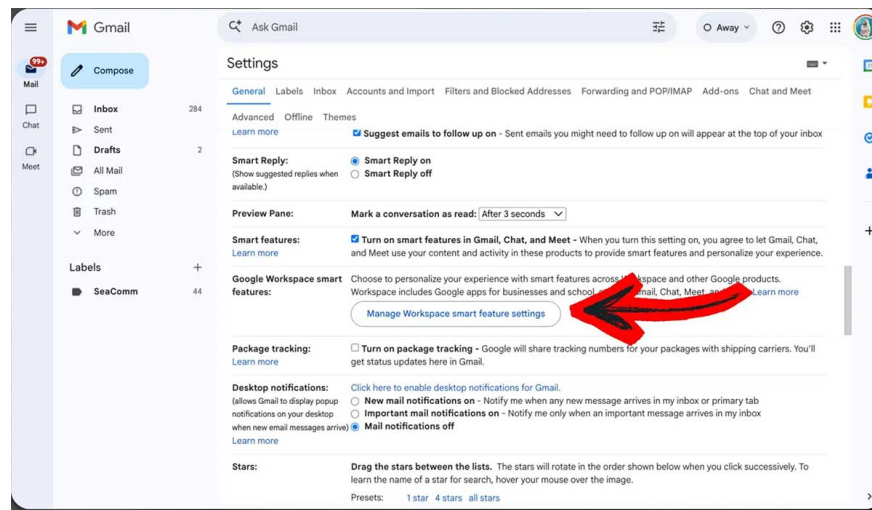 Gmail
Ask Gmail
Away
99+
Mail
Chat
Meet
Compose
Inbox 284
Sent
Drafts 2
All Mail
Spam
Trash
More
Labels
SeaComm 44
Settings
General Labels Inbox Accounts and Import Filters and Blocked Addresses Forwarding and POP/IMAP Add-ons Chat and Meet
Advanced Offline Themes
Learn more
Suggest emails to follow up on - Sent emails you might need to follow up on will appear at the top of your inbox
Smart Reply:
(Show suggested replies when
available.)
Smart Reply on
Smart Reply off
Preview Pane:
Mark a conversation as read: After 3 seconds
Smart features:
Learn more
Turn on smart features in Gmail, Chat, and Meet - When you turn this setting on, you agree to let Gmail, Chat,
and Meet use your content and activity in these products to provide smart features and personalize your experience.
Google Workspace smart
features:
Choose to personalize your experience with smart features across kspace and other Google products.
Workspace includes Google apps for businesses and school, mail, Chat, Meet, Learn more
Manage Workspace smart feature settings
Package tracking:
Learn more
Turn on package tracking - Google will share tracking numbers for your packages with shipping carriers. You'll
get status updates here in Gmail.
Desktop notifications:
(allows Gmail to display popup
notifications on your desktop
when new email messages arrive)
Learn more
Click here to enable desktop notifications for Gmail.
New mail notifications on - Notify me when any new message arrives in my inbox or primary tab
Important mail notifications on - Notify me only when an important message arrives in my inbox
Mail notifications off
Stars:
Drag the stars between the lists. The stars will rotate in the order shown below when you click successively. To
learn the name of a star for search, hover your mouse over the image.
Presets: 1 star 4 stars all stars